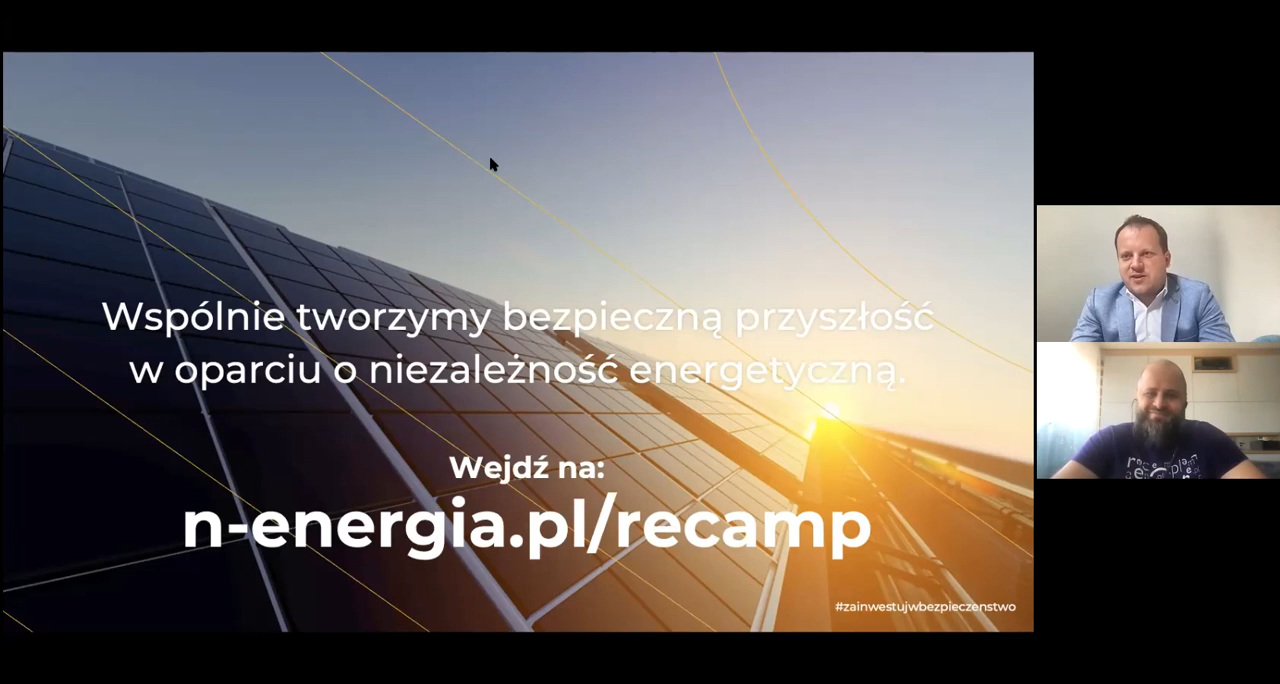 Wspólnie tworzymy bezpieczną przyszłość
w oparciu o niezależność energetyczną.
Wejdź na:
n-energia.pl/recamp
#zainwestujwbezpieczenstwo